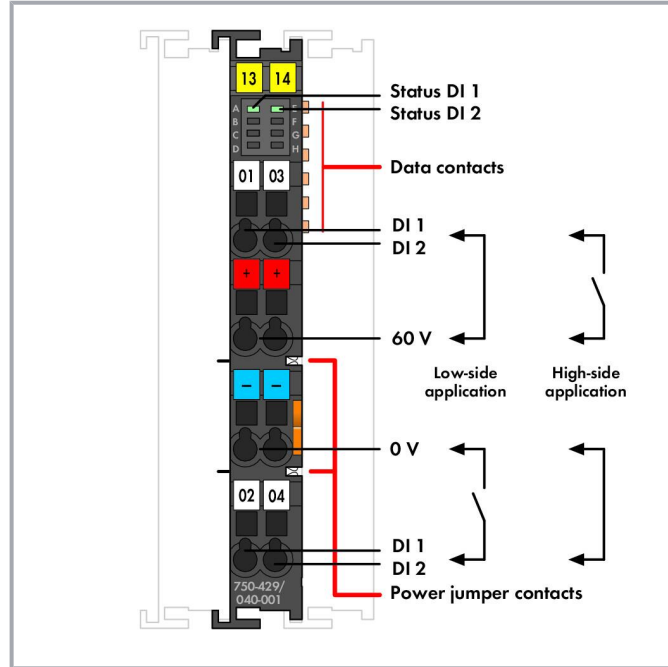 13 14
Status DI 1
A E
Status DI 2
B F
C G
D H
Data contacts
01 03
DI 1
DI 2
+ +
60 V
Low-side
application
High-side
application
− −
0 V
02 04
DI 1
DI 2
750-429/
040-001
Power jumper contacts